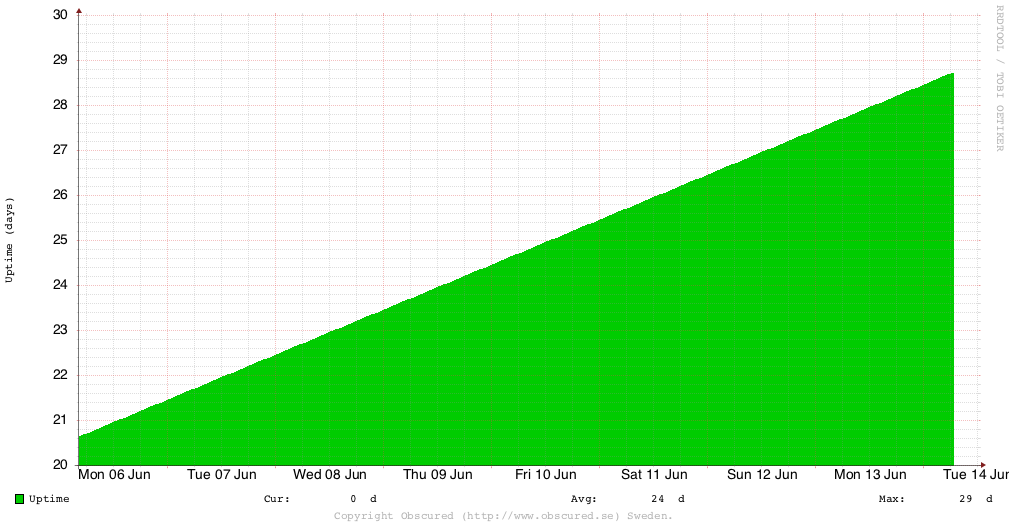 RRDTOOL / TOBI OETIKER
Uptime (days)
30
29
28
27
26
25
24
23
22
21
20
Mon 06 Jun Tue 07 Jun Wed 08 Jun Thu 09 Jun Fri 10 Jun Sat 11 Jun Sun 12 Jun Mon 13 Jun Tue 14 Jun
Uptime Cur: 0 d Avg: 24 d Max: 29 d
Copyright Obscured (http://www.obscured.se) Sweden.